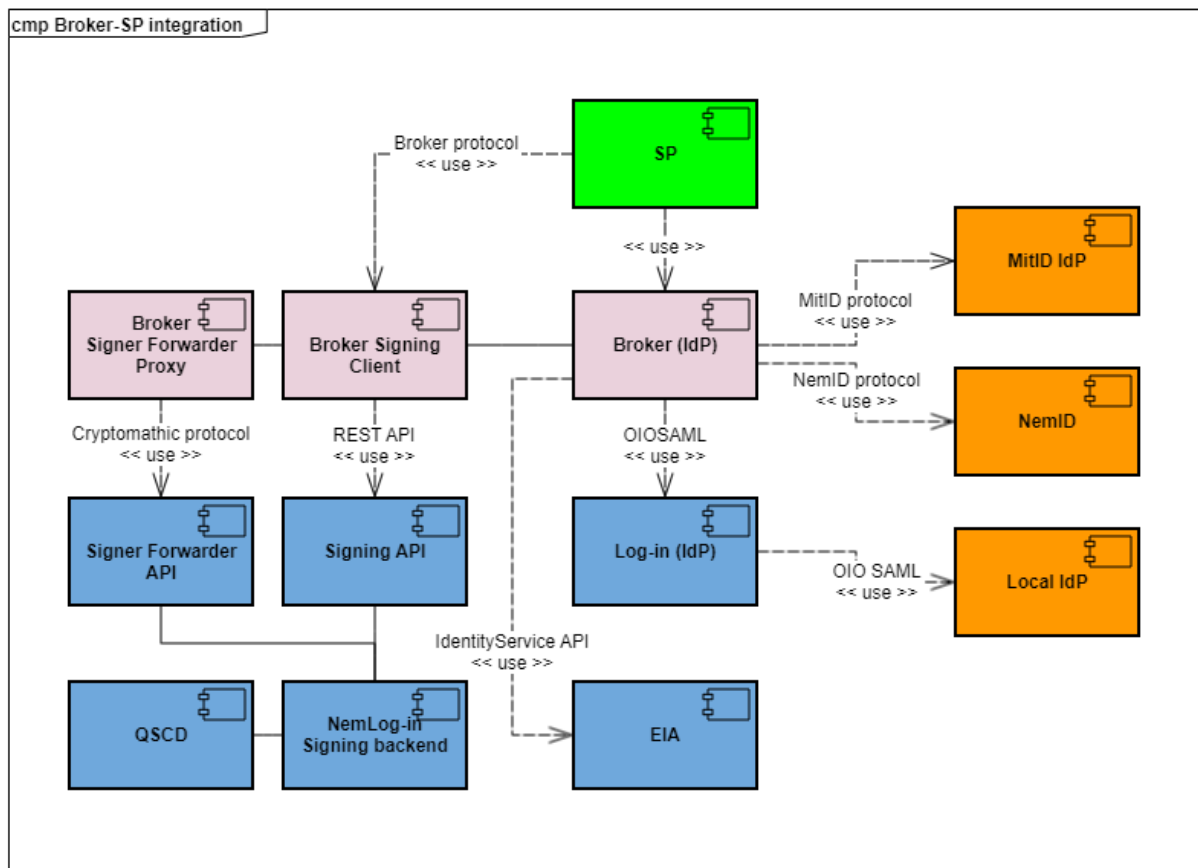 cmp Broker-SP integration
SP
Broker protocol
<< use >>
<< use >>
MitID IdP
MitID protocol
<< use >>
Broker
Signer Forwarder
Proxy
Broker Signing
Client
Broker (IdP)
NemID protocol
<< use >>
NemID
Cryptomathic protocol
<< use >>
REST API
<< use >>
OIOSAML
<< use >>
Signer Forwarder
API
Signing API
Log-in (IdP)
OIO SAML
<< use >>
Local IdP
IdentityService API
<< use >>
QSCD
NemLog-in
Signing backend
EIA